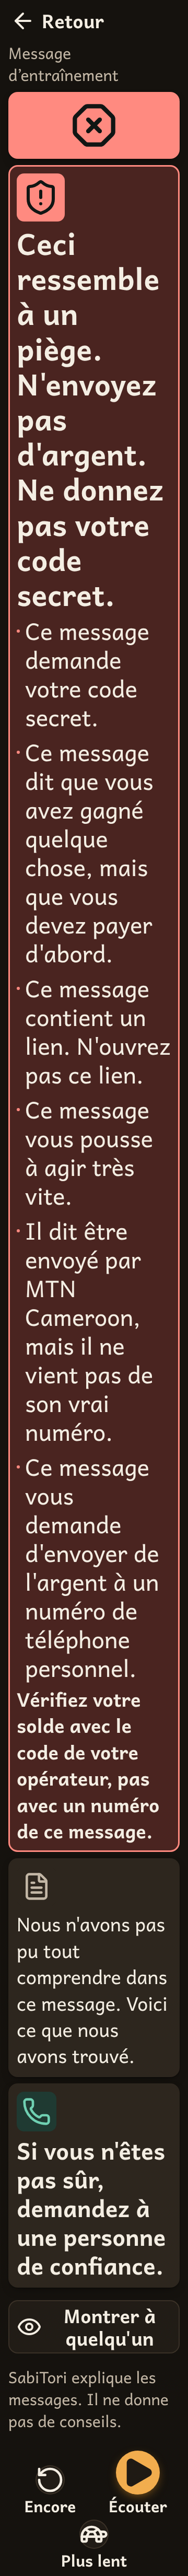 Retour
Message
d'entraînement
Ceci
ressemble
à un
piège.
N'envoyez
pas
d'argent.
Ne donnez
pas votre
code
secret.
· Ce message
demande
votre code
secret.
· Ce message
dit que vous
avez gagné
quelque
chose, mais
que vous
devez payer
d'abord.
· Ce message
contient un
lien. N'ouvrez
pas ce lien.
· Ce message
vous pousse
à agir très
vite.
· Il dit être
envoyé par
MTN
Cameroon,
mais il ne
vient pas de
son vrai
numéro.
· Ce message
vous
demande
d'envoyer de
l'argent à un
numéro de
téléphone
personnel.
Vérifiez votre
solde avec le
code de votre
opérateur, pas
avec un numéro
de ce message.
Nous n'avons pas
pu tout
comprendre dans
ce message. Voici
ce que nous
avons trouvé.
Si vous n'êtes
pas sûr,
demandez à
une personne
de confiance.
Montrer à
quelqu'un
SabiTori explique les
messages. Il ne donne
pas de conseils.
Encore
Écouter
Plus lent